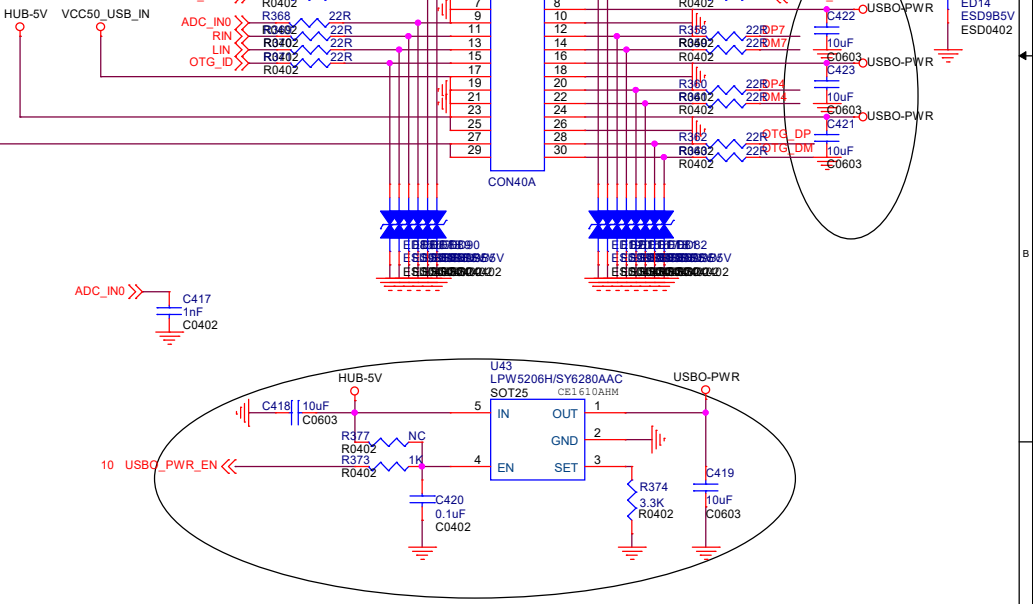 HUB-5V VCC50_USB_IN
R0402
7 8
R0402
C422
USBO-PWR
ED14
ESD9B5V
ESD0402
ADC_IN0 R368 22R 9 10
RIN 22R 11 12 R358 22R DP7
LIN 22R 13 14 22R DM7
10uF
OTG_ID 22R 15 16
R0402
C0603
USBO-PWR
17 18
C423
19 20 R360 22R DP4
21 22 22R DM4
10uF
R0402
C0603
23 24
USBO-PWR
25 26
C421
27 28 R362 22R OTG_DP
10uF
29 30 22R OTG_DM
R0402
C0603
CON40A
B
ADC_IN0
C417
1nF
C0402
U43
LPW5206H/SY6280AAC
SOT25 CE1610AHM
HUB-5V
USBO-PWR
C418 10uF
C0603
5 IN OUT 1
R377 NC
R0402
GND 2
R373 1K
10 USBO_PWR_EN
R0402
4 EN SET 3
C420
0.1uF
C0402
R374
3.3K
R0402
C419
10uF
C0603